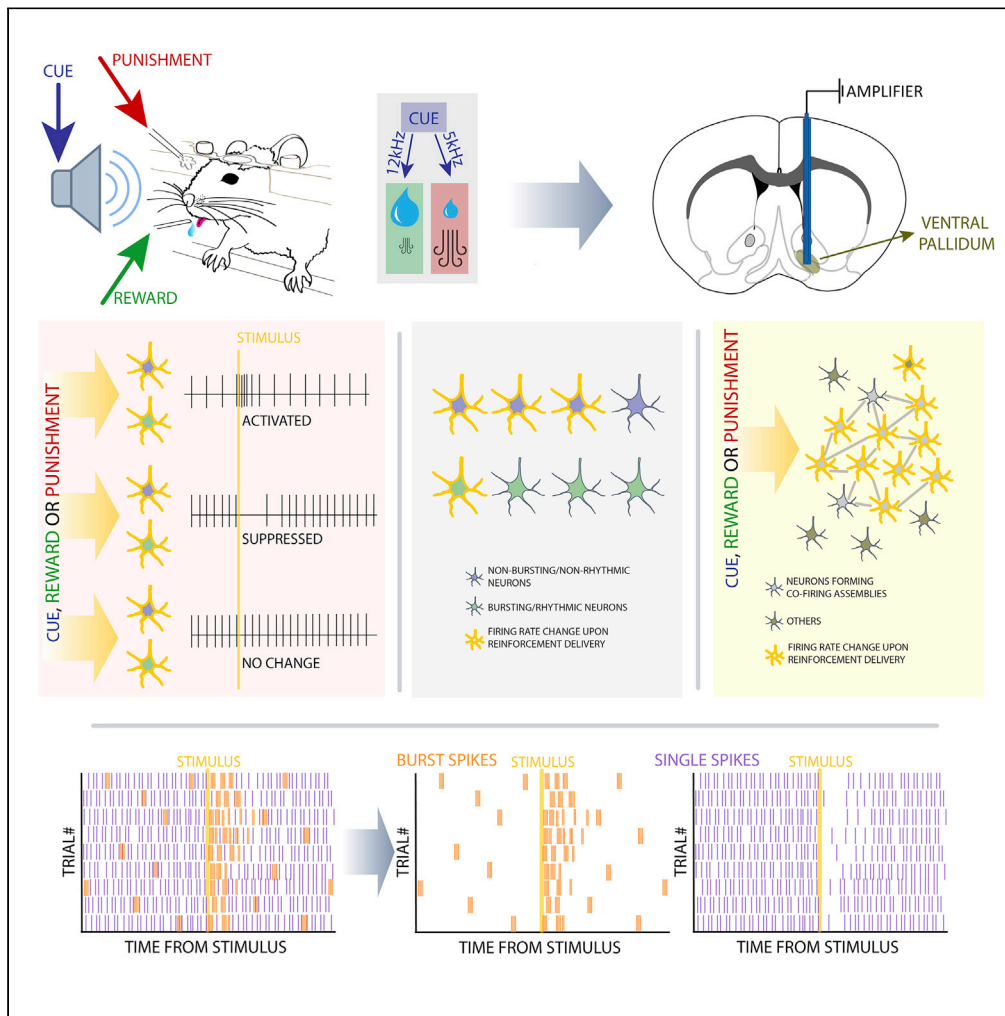 PUNISHMENT
CUE
REWARD
CUE
12kHz
5kHz
AMPLIFIER
VENTRAL
PALLIDUM
CUE, REWARD OR PUNISHMENT
STIMULUS
ACTIVATED
SUPPRESSED
NO CHANGE
NON-BURSTING/NON-RHYTHMIC
NEURONS
BURSTING/RHYTHMIC NEURONS
FIRING RATE CHANGE UPON
REINFORCEMENT DELIVERY
CUE, REWARD OR PUNISHMENT
NEURONS FORMING
CO-FIRING ASSEMBLIES
OTHERS
FIRING RATE CHANGE UPON
REINFORCEMENT DELIVERY
STIMULUS
TRIAL#
TIME FROM STIMULUS
BURST SPIKES
STIMULUS
TRIAL#
TIME FROM STIMULUS
SINGLE SPIKES
STIMULUS
TRIAL#
TIME FROM STIMULUS